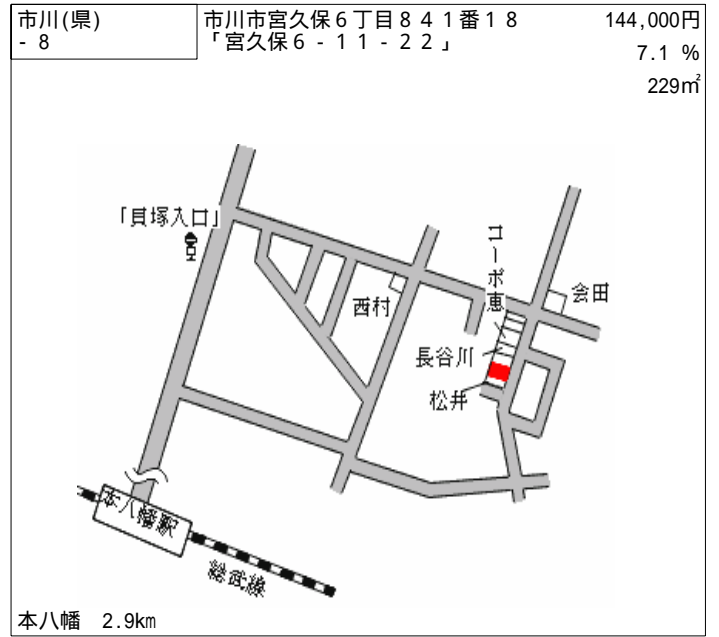 市川(県)
- 8
市川市宮久保6丁目841番18
「宮久保6-11-22」
144,000円
7.1 %
229㎡
「貝塚入口」
西村
コーポ恵
会田
長谷川
松井
本八幡駅
総武線
本八幡 2.9km